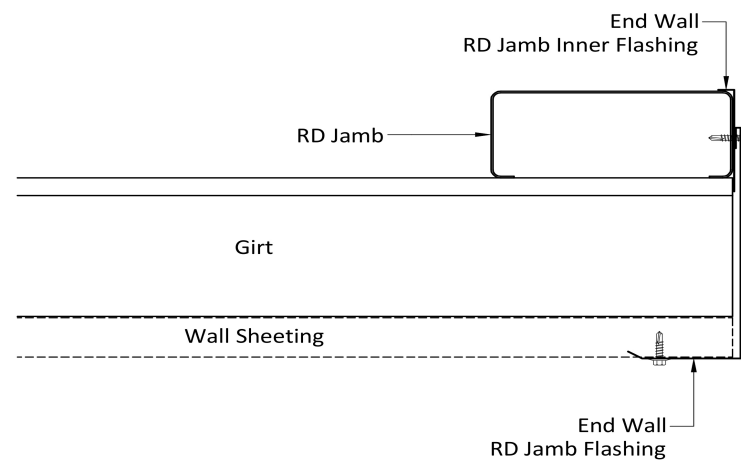 End Wall
RD Jamb Inner Flashing
RD Jamb
Girt
Wall Sheeting
End Wall
RD Jamb Flashing